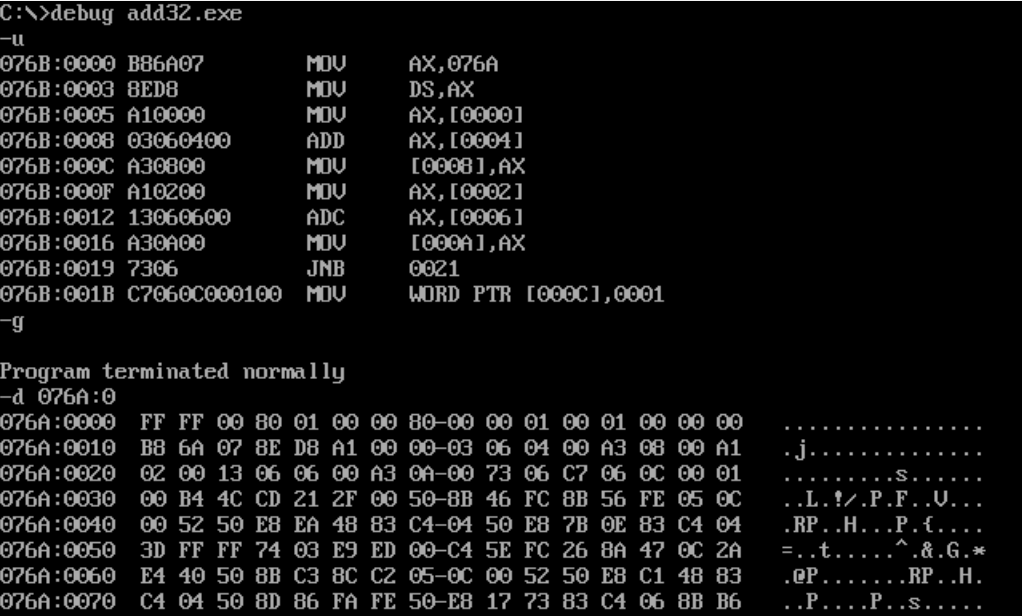 C:\>debug add32.exe
-u
076B:0000 B86A07        MOV     AX,076A
076B:0003 8ED8          MOV     DS,AX
076B:0005 A10000        MOV     AX,[0000]
076B:0008 03060400      ADD     AX,[0004]
076B:000C A30800        MOV     [0008],AX
076B:000F A10200        MOV     AX,[0002]
076B:0012 13060600      ADC     AX,[0006]
076B:0016 A30A00        MOV     [000A],AX
076B:0019 7306          JNB     0021
076B:001B C7060C000100  MOV     WORD PTR [000C],0001
-g
Program terminated normally
-d 076A:0
076A:0000  FF FF 00 80 01 00 00 80-00 00 01 00 01 00 00 00   ................
076A:0010  B8 6A 07 8E D8 A1 00 00-03 06 04 00 A3 08 00 A1   .j..............
076A:0020  02 00 13 06 06 00 A3 0A-00 73 06 C7 06 0C 00 01   .........s......
076A:0030  00 B4 4C CD 21 2F 00 50-8B 46 FC 8B 56 FE 05 0C   ..L.!/.P.F..V...
076A:0040  00 52 50 E8 EA 48 83 C4-04 50 E8 7B 0E 83 C4 04   .RP..H...P.{....
076A:0050  3D FF FF 74 03 E9 ED 00-C4 5E FC 26 8A 47 0C 2A   =..t.....^.&.G.*
076A:0060  E4 40 50 8B C3 8C C2 05-0C 00 52 50 E8 C1 48 83   .@P.......RP..H.
076A:0070  C4 04 50 8D 86 FA FE 50-E8 17 73 83 C4 06 8B B6   ..P....P..s.....